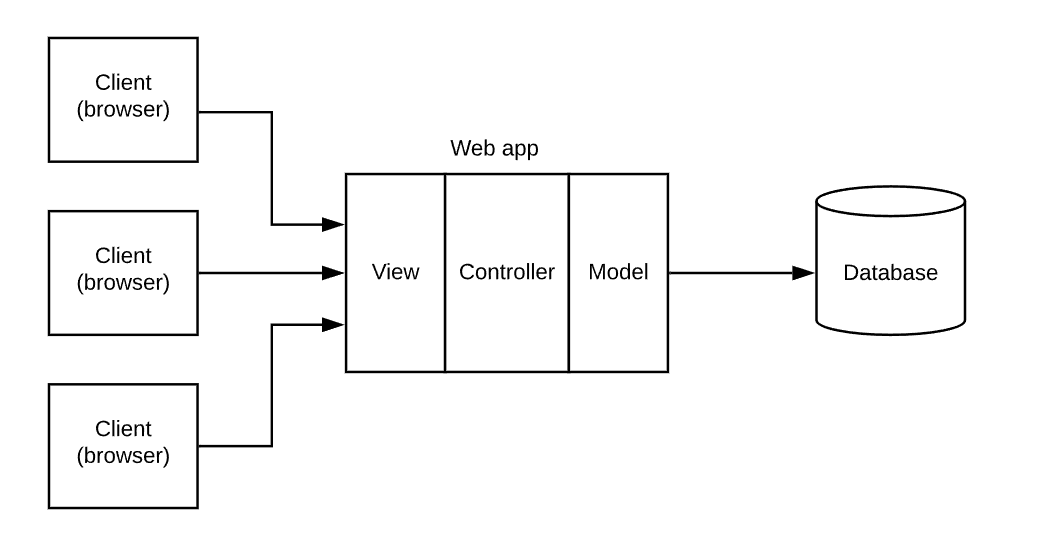 Client
(browser)
Client
(browser)
Client
(browser)
Web app
View
Controller
Model
Database